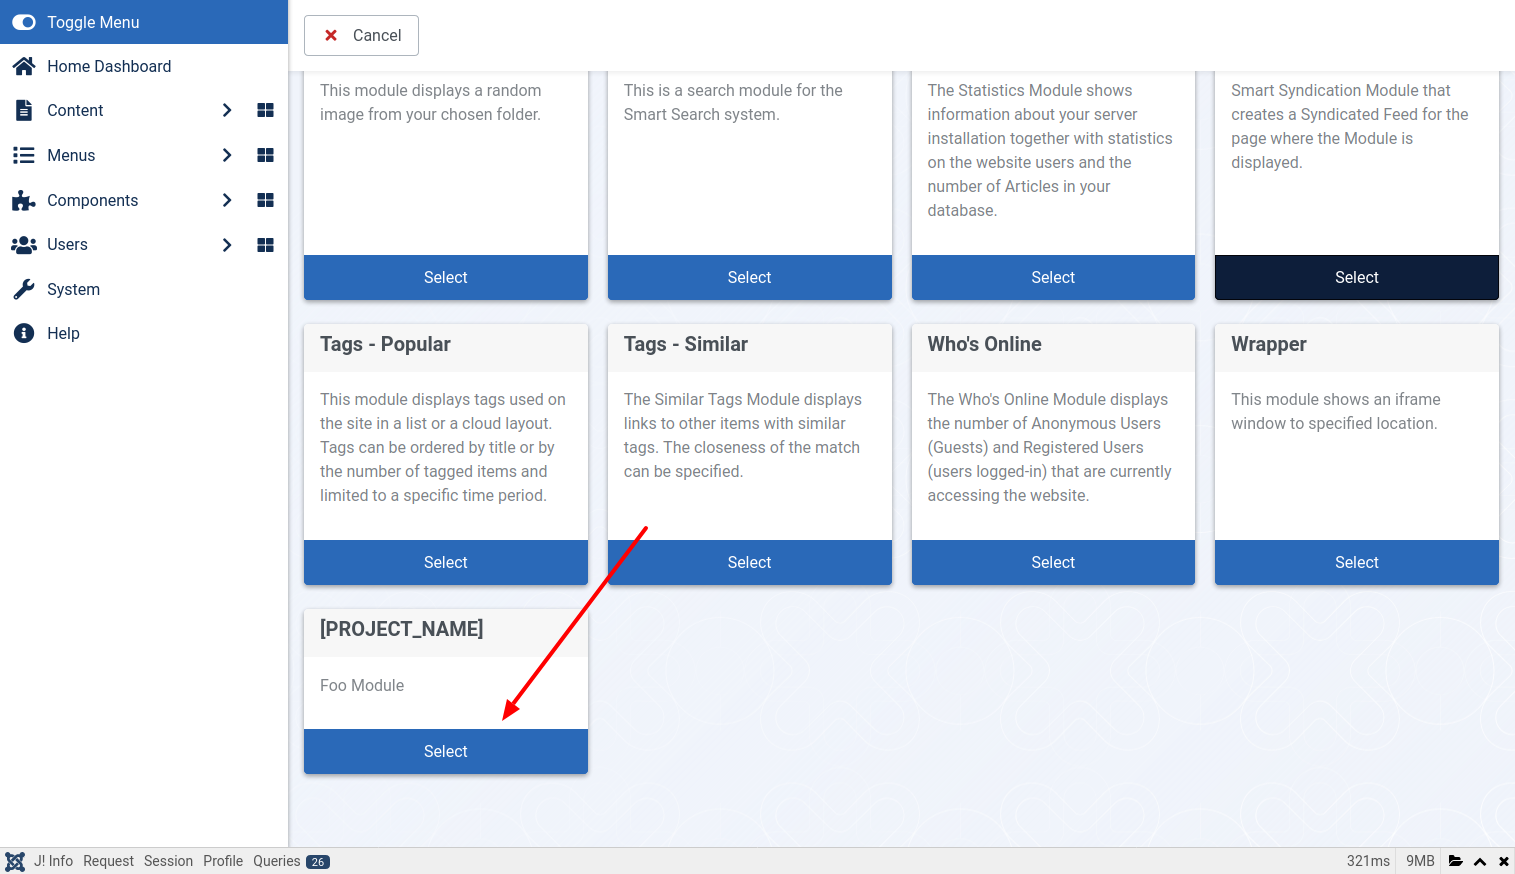 Toggle Menu
Home Dashboard
Content
Menus
Components
Users
System
Help
Cancel
This module displays a random
image from your chosen folder.
Select
This is a search module for the
Smart Search system.
Select
The Statistics Module shows
information about your server
installation together with statistics
on the website users and the
number of Articles in your
database.
Select
Smart Syndication Module that
creates a Syndicated Feed for the
page where the Module is
displayed.
Select
Tags - Popular
This module displays tags used on
the site in a list or a cloud layout.
Tags can be ordered by title or by
the number of tagged items and
limited to a specific time period.
Select
Tags - Similar
The Similar Tags Module displays
links to other items with similar
tags. The closeness of the match
can be specified.
Select
Who's Online
The Who's Online Module displays
the number of Anonymous Users
(Guests) and Registered Users
(users logged-in) that are currently
accessing the website.
Select
Wrapper
This module shows an iframe
window to specified location.
Select
[PROJECT_NAME]
Foo Module
Select
J! Info Request Session Profile Queries 26
321ms 9MB